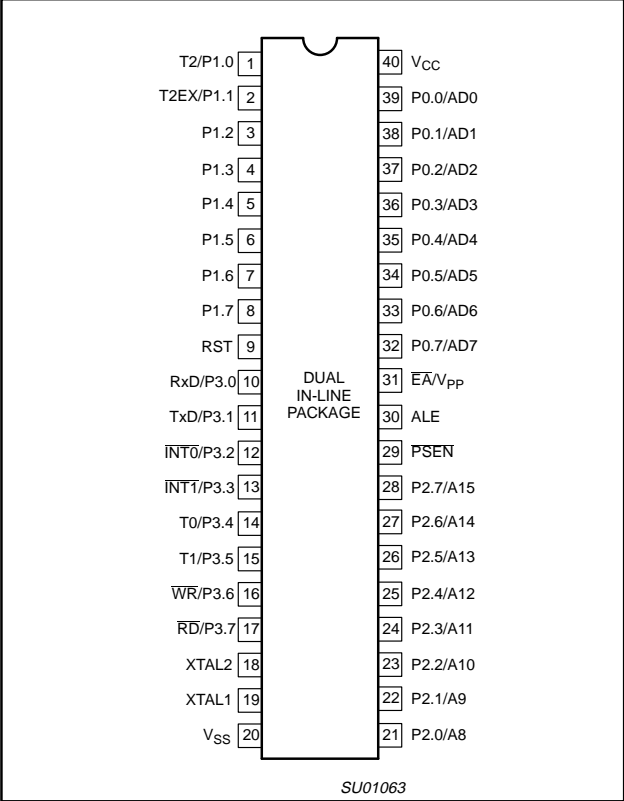 T2/P1.0 1 40 VCC
T2EX/P1.1 2 39 P0.0/AD0
P1.2 3 38 P0.1/AD1
P1.3 4 37 P0.2/AD2
P1.4 5 36 P0.3/AD3
P1.5 6 35 P0.4/AD4
P1.6 7 34 P0.5/AD5
P1.7 8 33 P0.6/AD6
RST 9 32 P0.7/AD7
RxD/P3.0 10 DUAL 31 E̅A̅/VPP
IN-LINE
TxD/P3.1 11 PACKAGE 30 ALE
I̅N̅T̅0̅/P3.2 12 29 P̅S̅E̅N̅
I̅N̅T̅1̅/P3.3 13 28 P2.7/A15
T0/P3.4 14 27 P2.6/A14
T1/P3.5 15 26 P2.5/A13
W̅R̅/P3.6 16 25 P2.4/A12
R̅D̅/P3.7 17 24 P2.3/A11
XTAL2 18 23 P2.2/A10
XTAL1 19 22 P2.1/A9
VSS 20 21 P2.0/A8
SU01063